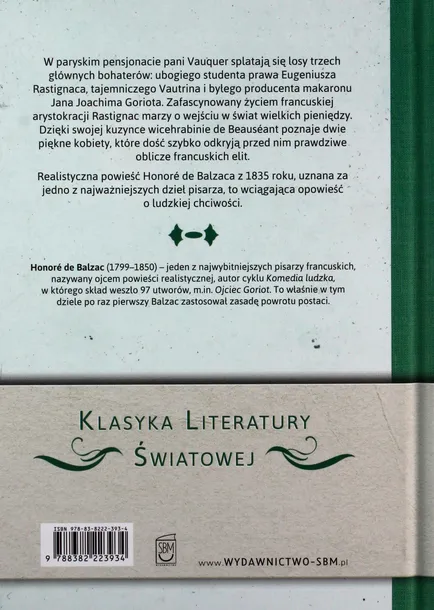 W paryskim pensjonacie pani Vauquer splatają się losy trzech
głównych bohaterów: ubogiego studenta prawa Eugeniusza
Rastignaca, tajemniczego Vautrina i byłego producenta makaronu
Jana Joachima Goriota. Zafascynowany życiem francuskiej
arystokracji Rastignac marzy o wejściu w świat wielkich pieniędzy.
Dzięki swojej kuzynce wicehrabinie de Beauséant poznaje dwie
piękne kobiety, które dość szybko odkryją przed nim prawdziwe
oblicze francuskich elit.
Realistyczna powieść Honoré de Balzaca z 1835 roku, uznana za
jedno z najważniejszych dzieł pisarza, to wciągająca opowieść
o ludzkiej chciwości.
Honoré de Balzac (1799–1850) – jeden z najwybitniejszych pisarzy francuskich,
nazywany ojcem powieści realistycznej, autor cyklu Komedia ludzka,
w którego skład weszło 97 utworów, m.in. Ojciec Goriot. To właśnie w tym
dziele po raz pierwszy Balzac zastosował zasadę powrotu postaci.
Klasyka Literatury
Światowej
ISBN 978-83-8222-393-4
9 788382 223934
SBM
www.WYDAWNICTWO-SBM.pl